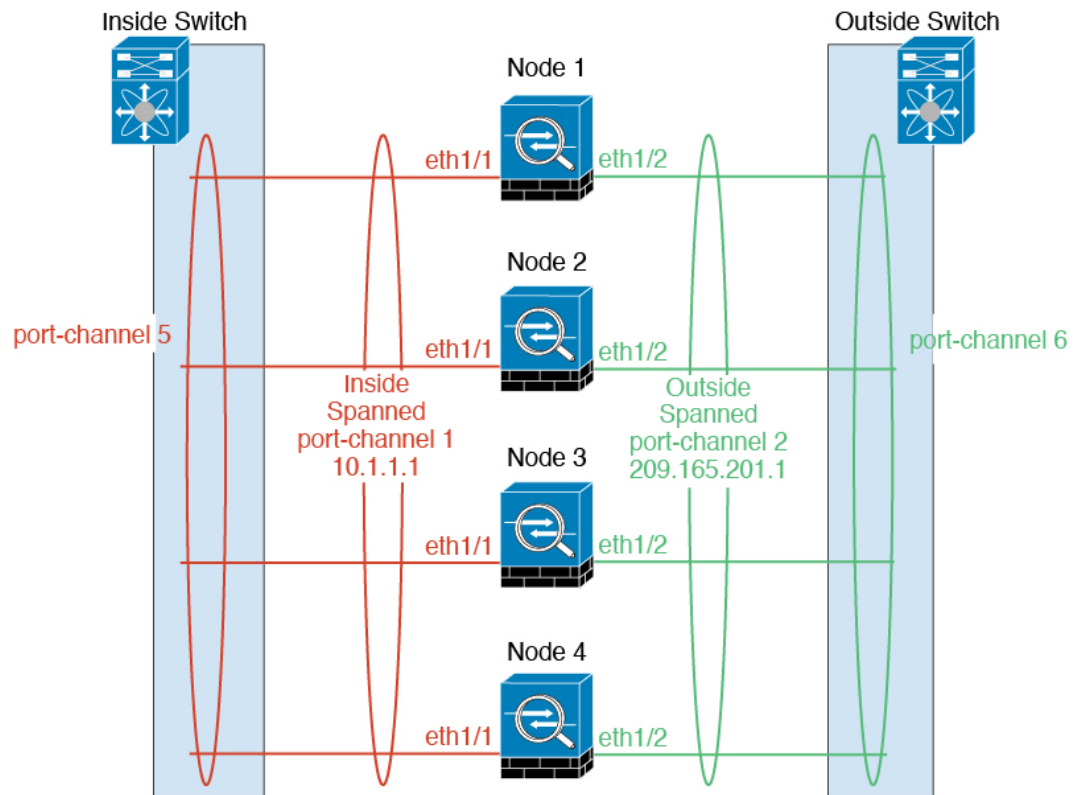 Inside Switch
Outside Switch
Node 1
eth1/1
eth1/2
Node 2
port-channel 5
eth1/1
eth1/2
port-channel 6
Inside
Spanned
port-channel 1
10.1.1.1
Outside
Spanned
port-channel 2
209.165.201.1
Node 3
eth1/1
eth1/2
Node 4
eth1/1
eth1/2